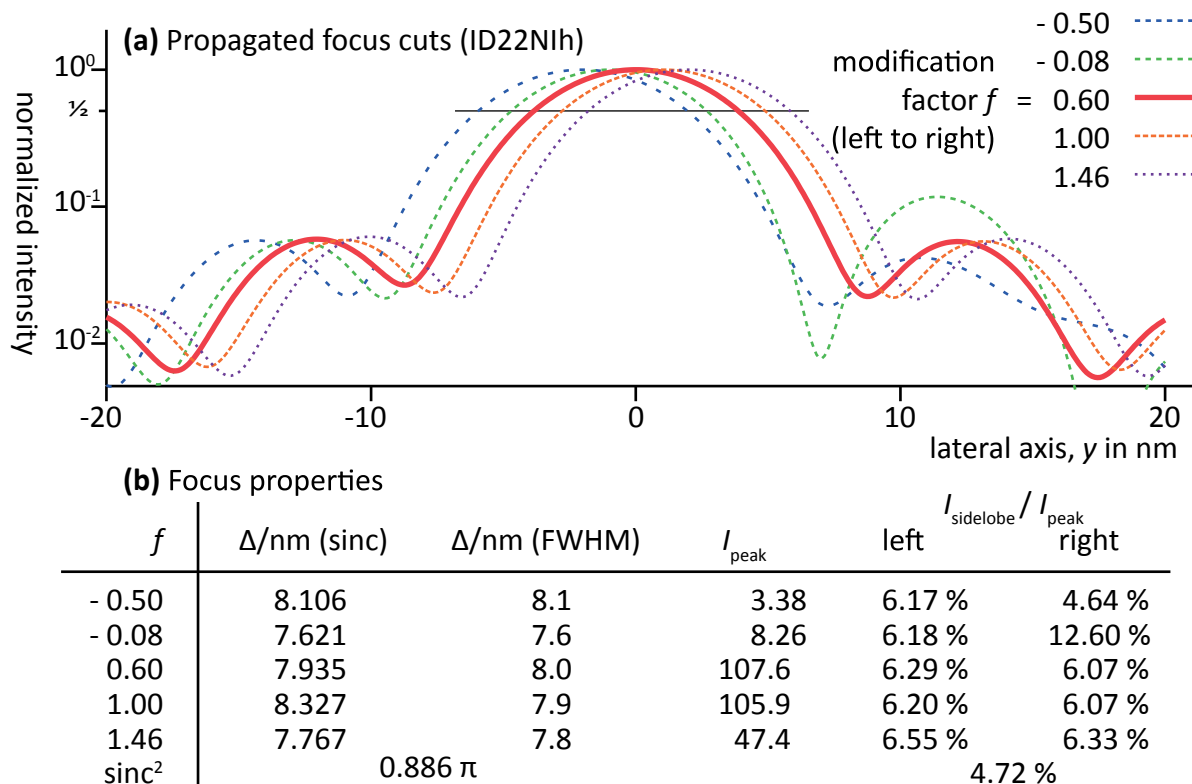 (a) Propagated focus cuts (ID22NIh)
normalized intensity
10⁰
½
10⁻¹
10⁻²
- 0.50
modification - 0.08
factor f = 0.60
(left to right) 1.00
1.46
-20 -10 0 10 20
lateral axis, y in nm
(b) Focus properties
I sidelobe / I peak
f Δ/nm (sinc) Δ/nm (FWHM) I peak left right
- 0.50 8.106 8.1 3.38 6.17 % 4.64 %
- 0.08 7.621 7.6 8.26 6.18 % 12.60 %
0.60 7.935 8.0 107.6 6.29 % 6.07 %
1.00 8.327 7.9 105.9 6.20 % 6.07 %
1.46 7.767 7.8 47.4 6.55 % 6.33 %
sinc² 0.886 π 4.72 %